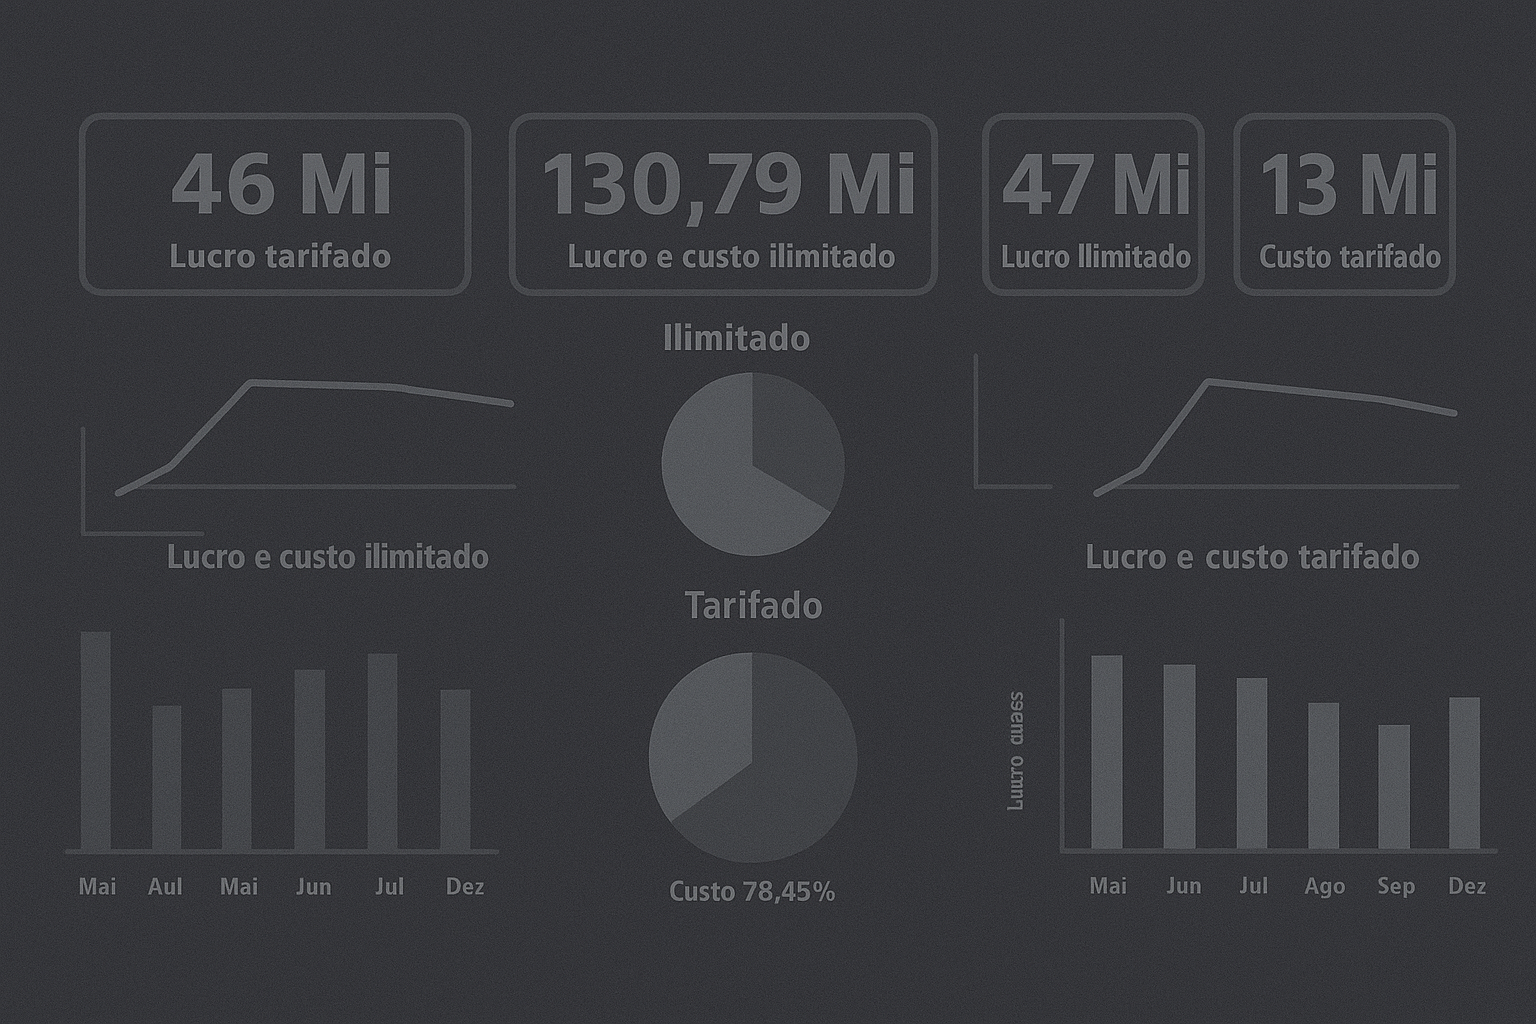 46 Mi
Lucro tarifado
130,79 Mi
Lucro e custo ilimitado
47 Mi
Lucro Ilimitado
13 Mi
Custo tarifado
Ilimitado
Lucro e custo ilimitado
Lucro e custo tarifado
Tarifado
Mai Aul Mai Jun Jul Dez
Custo 78,45%
Mai Jun Jul Ago Sep Dez